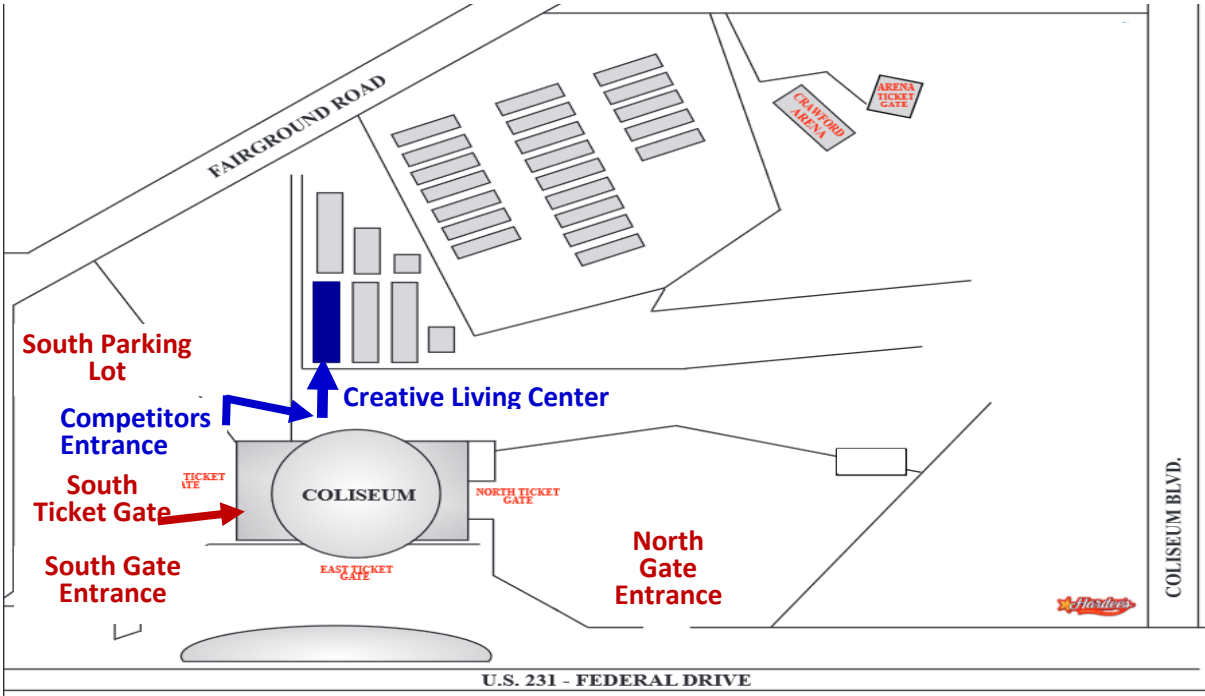 FAIRGROUND ROAD
ARENA
TICKET
GATE
CRAWFORD
ARENA
South Parking
Lot
Creative Living Center
Competitors
Entrance
TICKET
South
Ticket Gate
COLISEUM
NORTH TICKET
GATE
EAST TICKET
GATE
South Gate
Entrance
North
Gate
Entrance
COLISEUM BLVD.
Hardee's
U.S. 231 - FEDERAL DRIVE